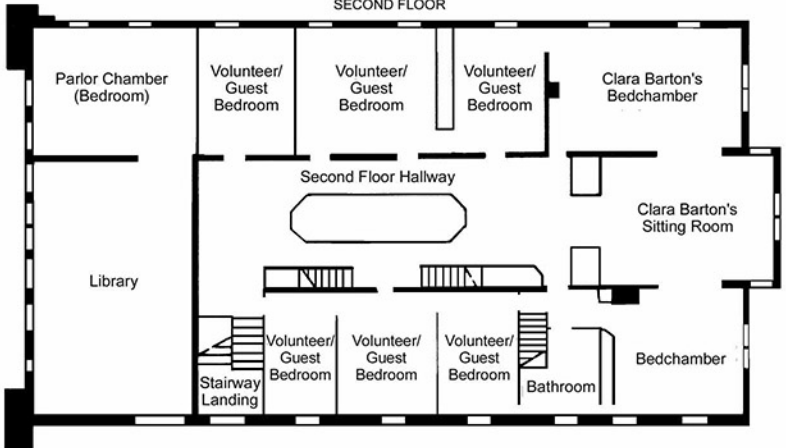 SECOND FLOOR
Parlor Chamber
(Bedroom)
Volunteer/
Guest
Bedroom
Volunteer/
Guest
Bedroom
Volunteer/
Guest
Bedroom
Clara Barton's
Bedchamber
Second Floor Hallway
Clara Barton's
Sitting Room
Library
Stairway
Landing
Volunteer/
Guest
Bedroom
Volunteer/
Guest
Bedroom
Volunteer/
Guest
Bedroom
Bathroom
Bedchamber